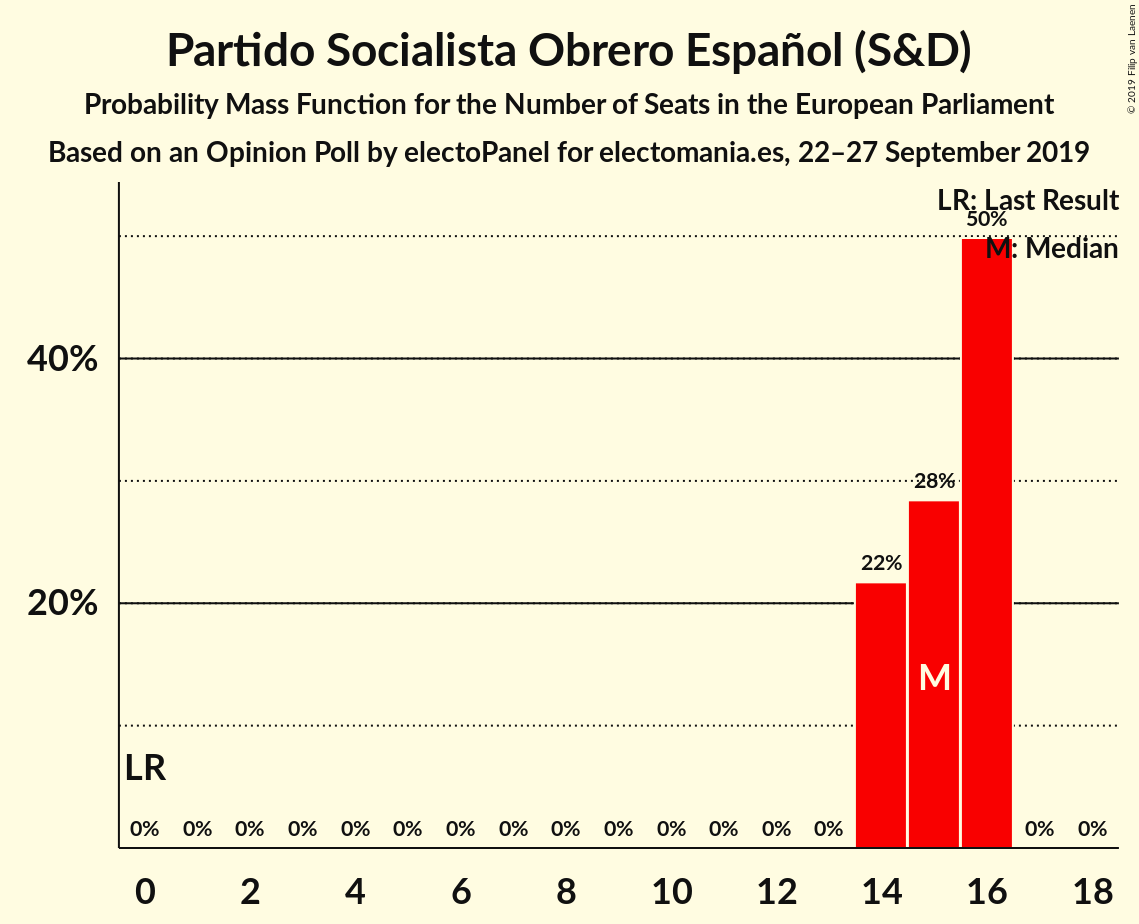 Partido Socialista Obrero Español (S&D)
Probability Mass Function for the Number of Seats in the European Parliament
Based on an Opinion Poll by electoPanel for electomania.es, 22–27 September 2019
© 2019 Filip van Laenen
LR: Last Result
50%
M: Median
40%
28%
22%
20%
M
LR
0% 0% 0% 0% 0% 0% 0% 0% 0% 0% 0% 0% 0% 0% 0% 0%
0 2 4 6 8 10 12 14 16 18